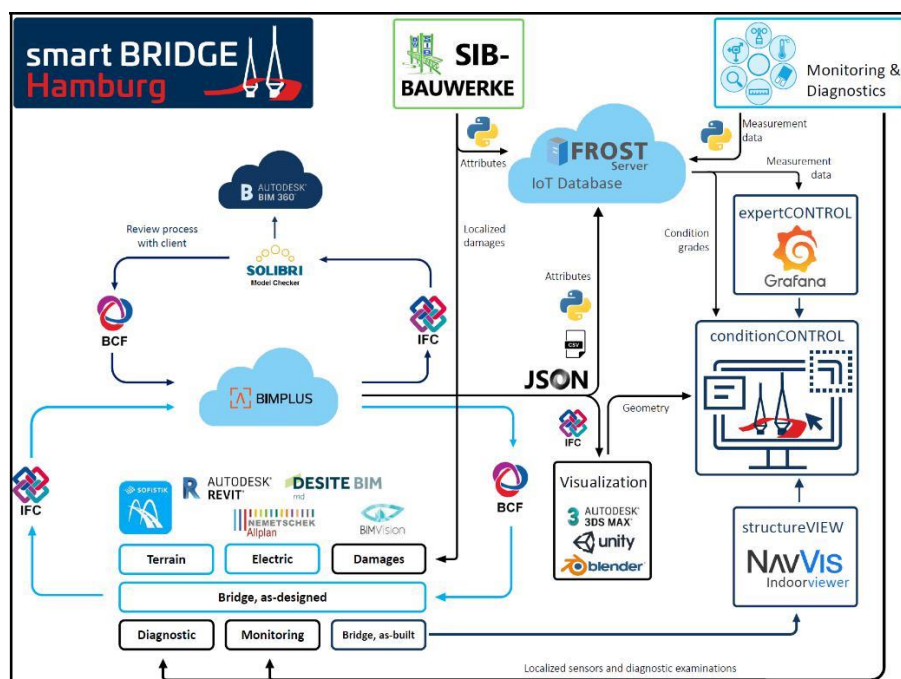 smart BRIDGE
Hamburg
SIB-
BAUWERKE
Monitoring &
Diagnostics
Attributes
FROST
Server
IoT Database
Measurement
data
Measurement
data
B AUTODESK®
BIM 360™
Localized
damages
Condition
grades
expertCONTROL
Grafana
Review process
with client
SOLIBRI
Model Checker
Attributes
BCF
IFC
CSV
JSON
conditionCONTROL
BIMPLUS
IFC
Geometry
IFC
SOFISTIK
R AUTODESK®
REVIT®
DESITE BIM
md
NEMETSCHEK
Allplan
BIMVision
BCF
Visualization
3 AUTODESK®
3DS MAX®
unity
blender
structureVIEW
NAVVIS
Indoorviewer
Terrain
Electric
Damages
Bridge, as-designed
Diagnostic
Monitoring
Bridge, as-built
Localized sensors and diagnostic examinations